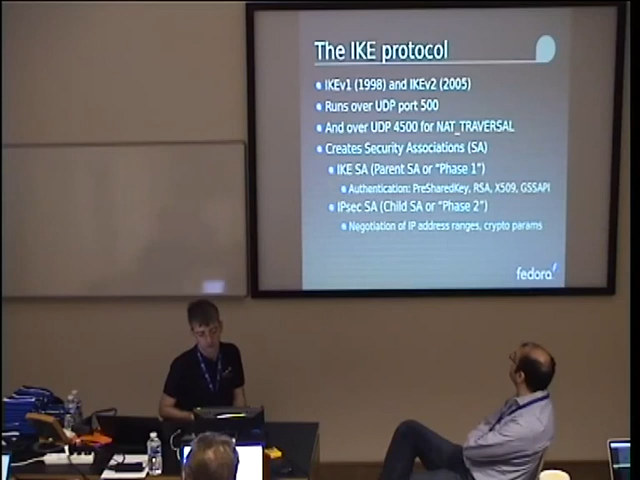 The IKE protocol
IKEv1 (1998) and IKEv2 (2005)
Runs over UDP port 500
And over UDP 4500 for NAT_TRAVERSAL
Creates Security Associations (SA)
IKE SA (Parent SA or "Phase 1")
Authentication: PreSharedKey, RSA, X509, GSSAPI
IPsec SA (Child SA or "Phase 2")
Negotiation of IP address ranges, crypto params
fedora